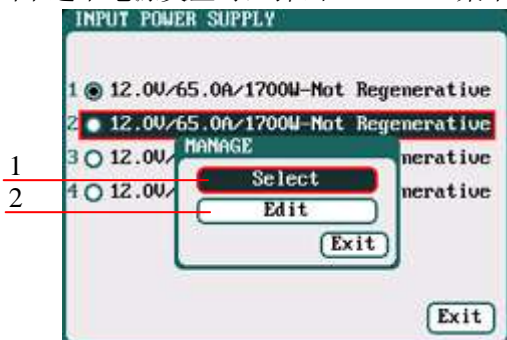 INPUT POWER SUPPLY
1 12.0V/65.0A/1700W-Not Regenerative
2 12.0V/65.0A/1700W-Not Regenerative
MANAGE
3 12.0V/ nerative
1 Select
4 12.0V/ nerative
2 Edit
Exit
Exit